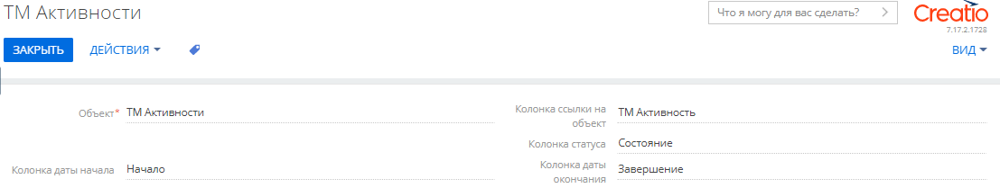 ТМ Активности
Что я могу для вас сделать?
Creatio
7.17.2.1728
ЗАКРЫТЬ
ДЕЙСТВИЯ
ВИД
Объект* ТМ Активности
Колонка ссылки на
объект
ТМ Активность
Колонка статуса Состояние
Колонка даты начала Начало
Колонка даты
окончания
Завершение